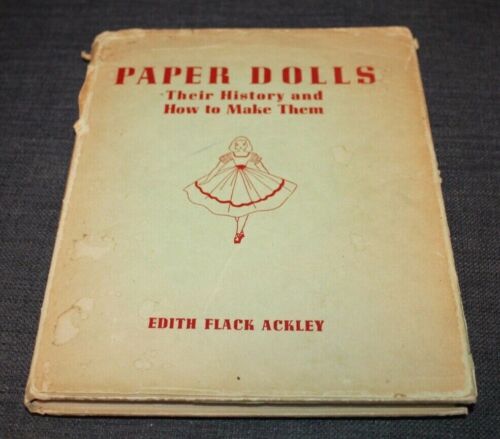 PAPER DOLLS
Their History and
How to Make Them
EDITH FLACK ACKLEY